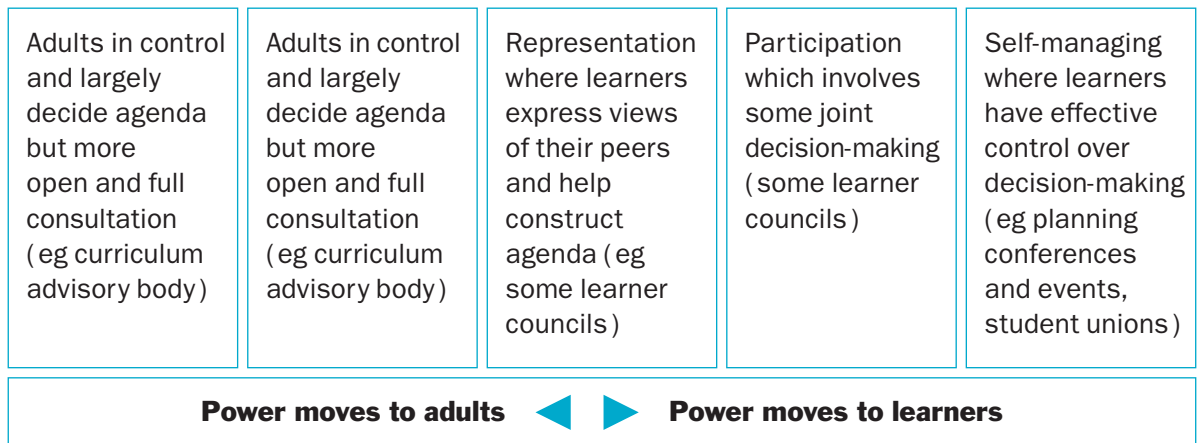 Adults in control
and largely
decide agenda
but more
open and full
consultation
(eg curriculum
advisory body)
Adults in control
and largely
decide agenda
but more
open and full
consultation
(eg curriculum
advisory body)
Representation
where learners
express views
of their peers
and help
construct
agenda (eg
some learner
councils)
Participation
which involves
some joint
decision-making
(some learner
councils)
Self-managing
where learners
have effective
control over
decision-making
(eg planning
conferences
and events,
student unions)
Power moves to adults Power moves to learners